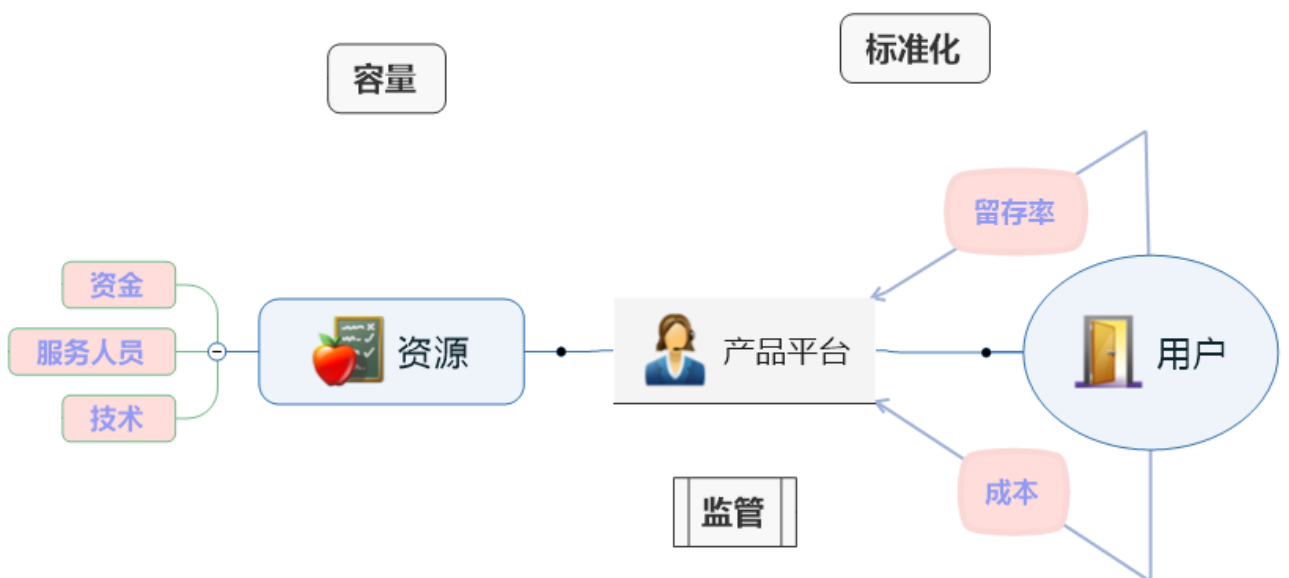 标准化
容量
留存率
资金
服务人员
技术
资源
产品平台
用户
成本
监管